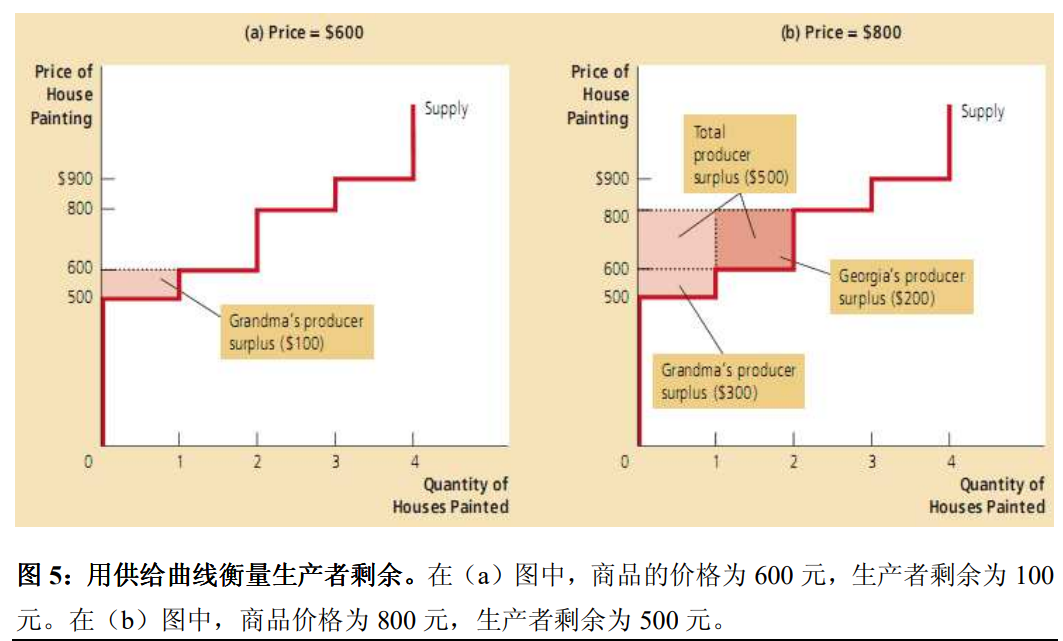 (a) Price = $600
Price of
House
Painting
Supply
$900
800
600
500
Grandma's producer
surplus ($100)
0
1
2
3
4
Quantity of
Houses Painted
(b) Price = $800
Price of
House
Painting
Supply
Total
producer
surplus ($500)
$900
800
600
500
Georgia's producer
surplus ($200)
Grandma's producer
surplus ($300)
0
1
2
3
4
Quantity of
Houses Painted
图 5：用供给曲线衡量生产者剩余。在（a）图中，商品的价格为 600 元，生产者剩余为 100
元。在（b）图中，商品价格为 800 元，生产者剩余为 500 元。